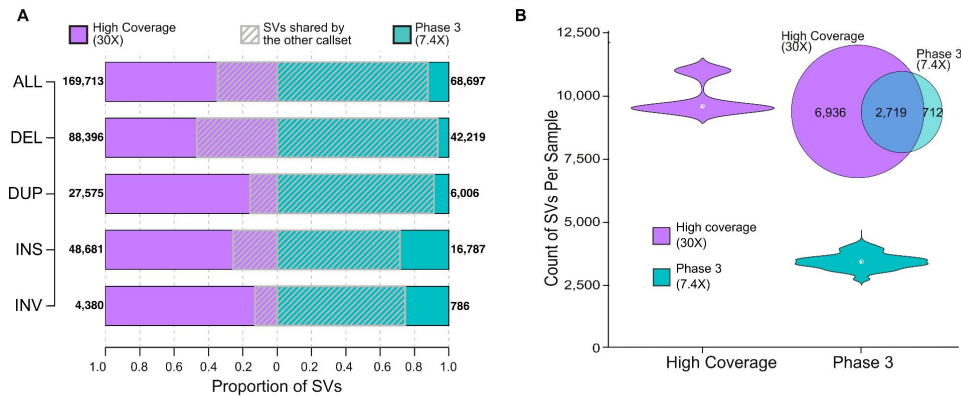 A
High Coverage
(30X)
SVs shared by
the other callset
Phase 3
(7.4X)
ALL
169,713
68,697
DEL
88,396
42,219
DUP
27,575
6,006
INS
48,681
16,787
INV
4,380
786
1.0 0.8 0.6 0.4 0.2 0 0.2 0.4 0.6 0.8 1.0
Proportion of SVs
B
Count of SVs Per Sample
12,500
10,000
7,500
5,000
2,500
0
High Coverage
(30X)
Phase 3
(7.4X)
6,936
2,719
712
High coverage
(30X)
Phase 3
(7.4X)
High Coverage
Phase 3